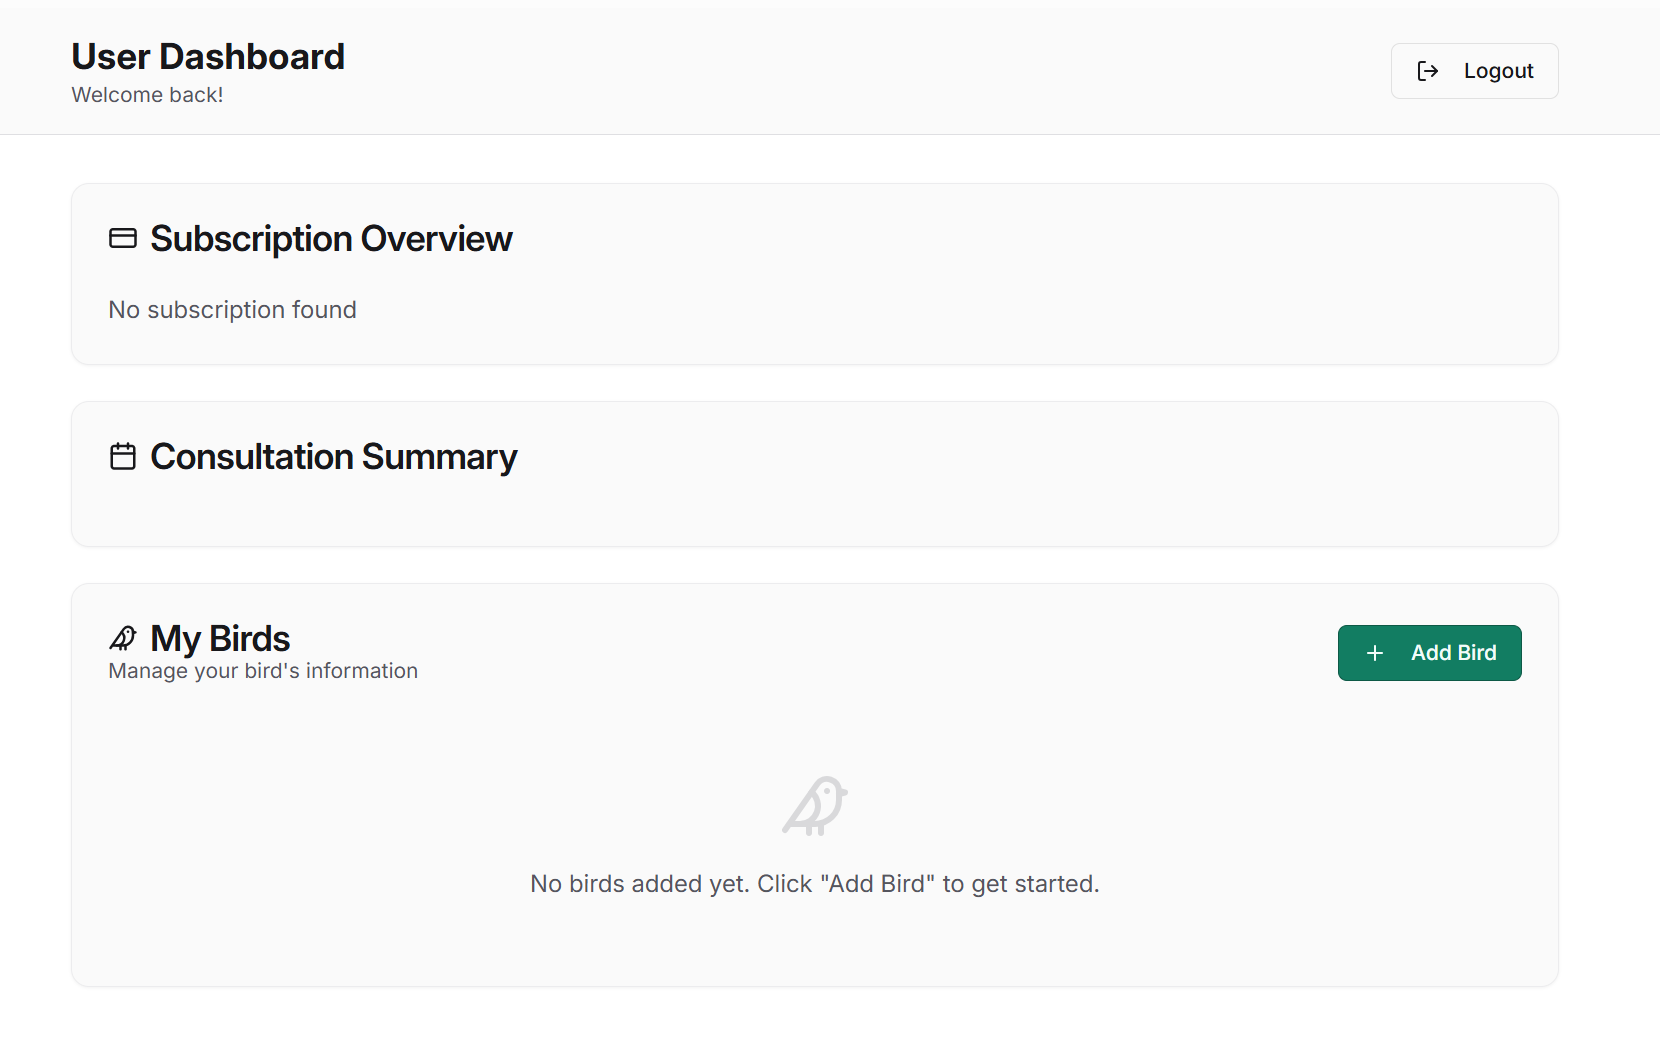 User Dashboard
Welcome back!
Logout
Subscription Overview
No subscription found
Consultation Summary
My Birds
Manage your bird's information
Add Bird
No birds added yet. Click "Add Bird" to get started.